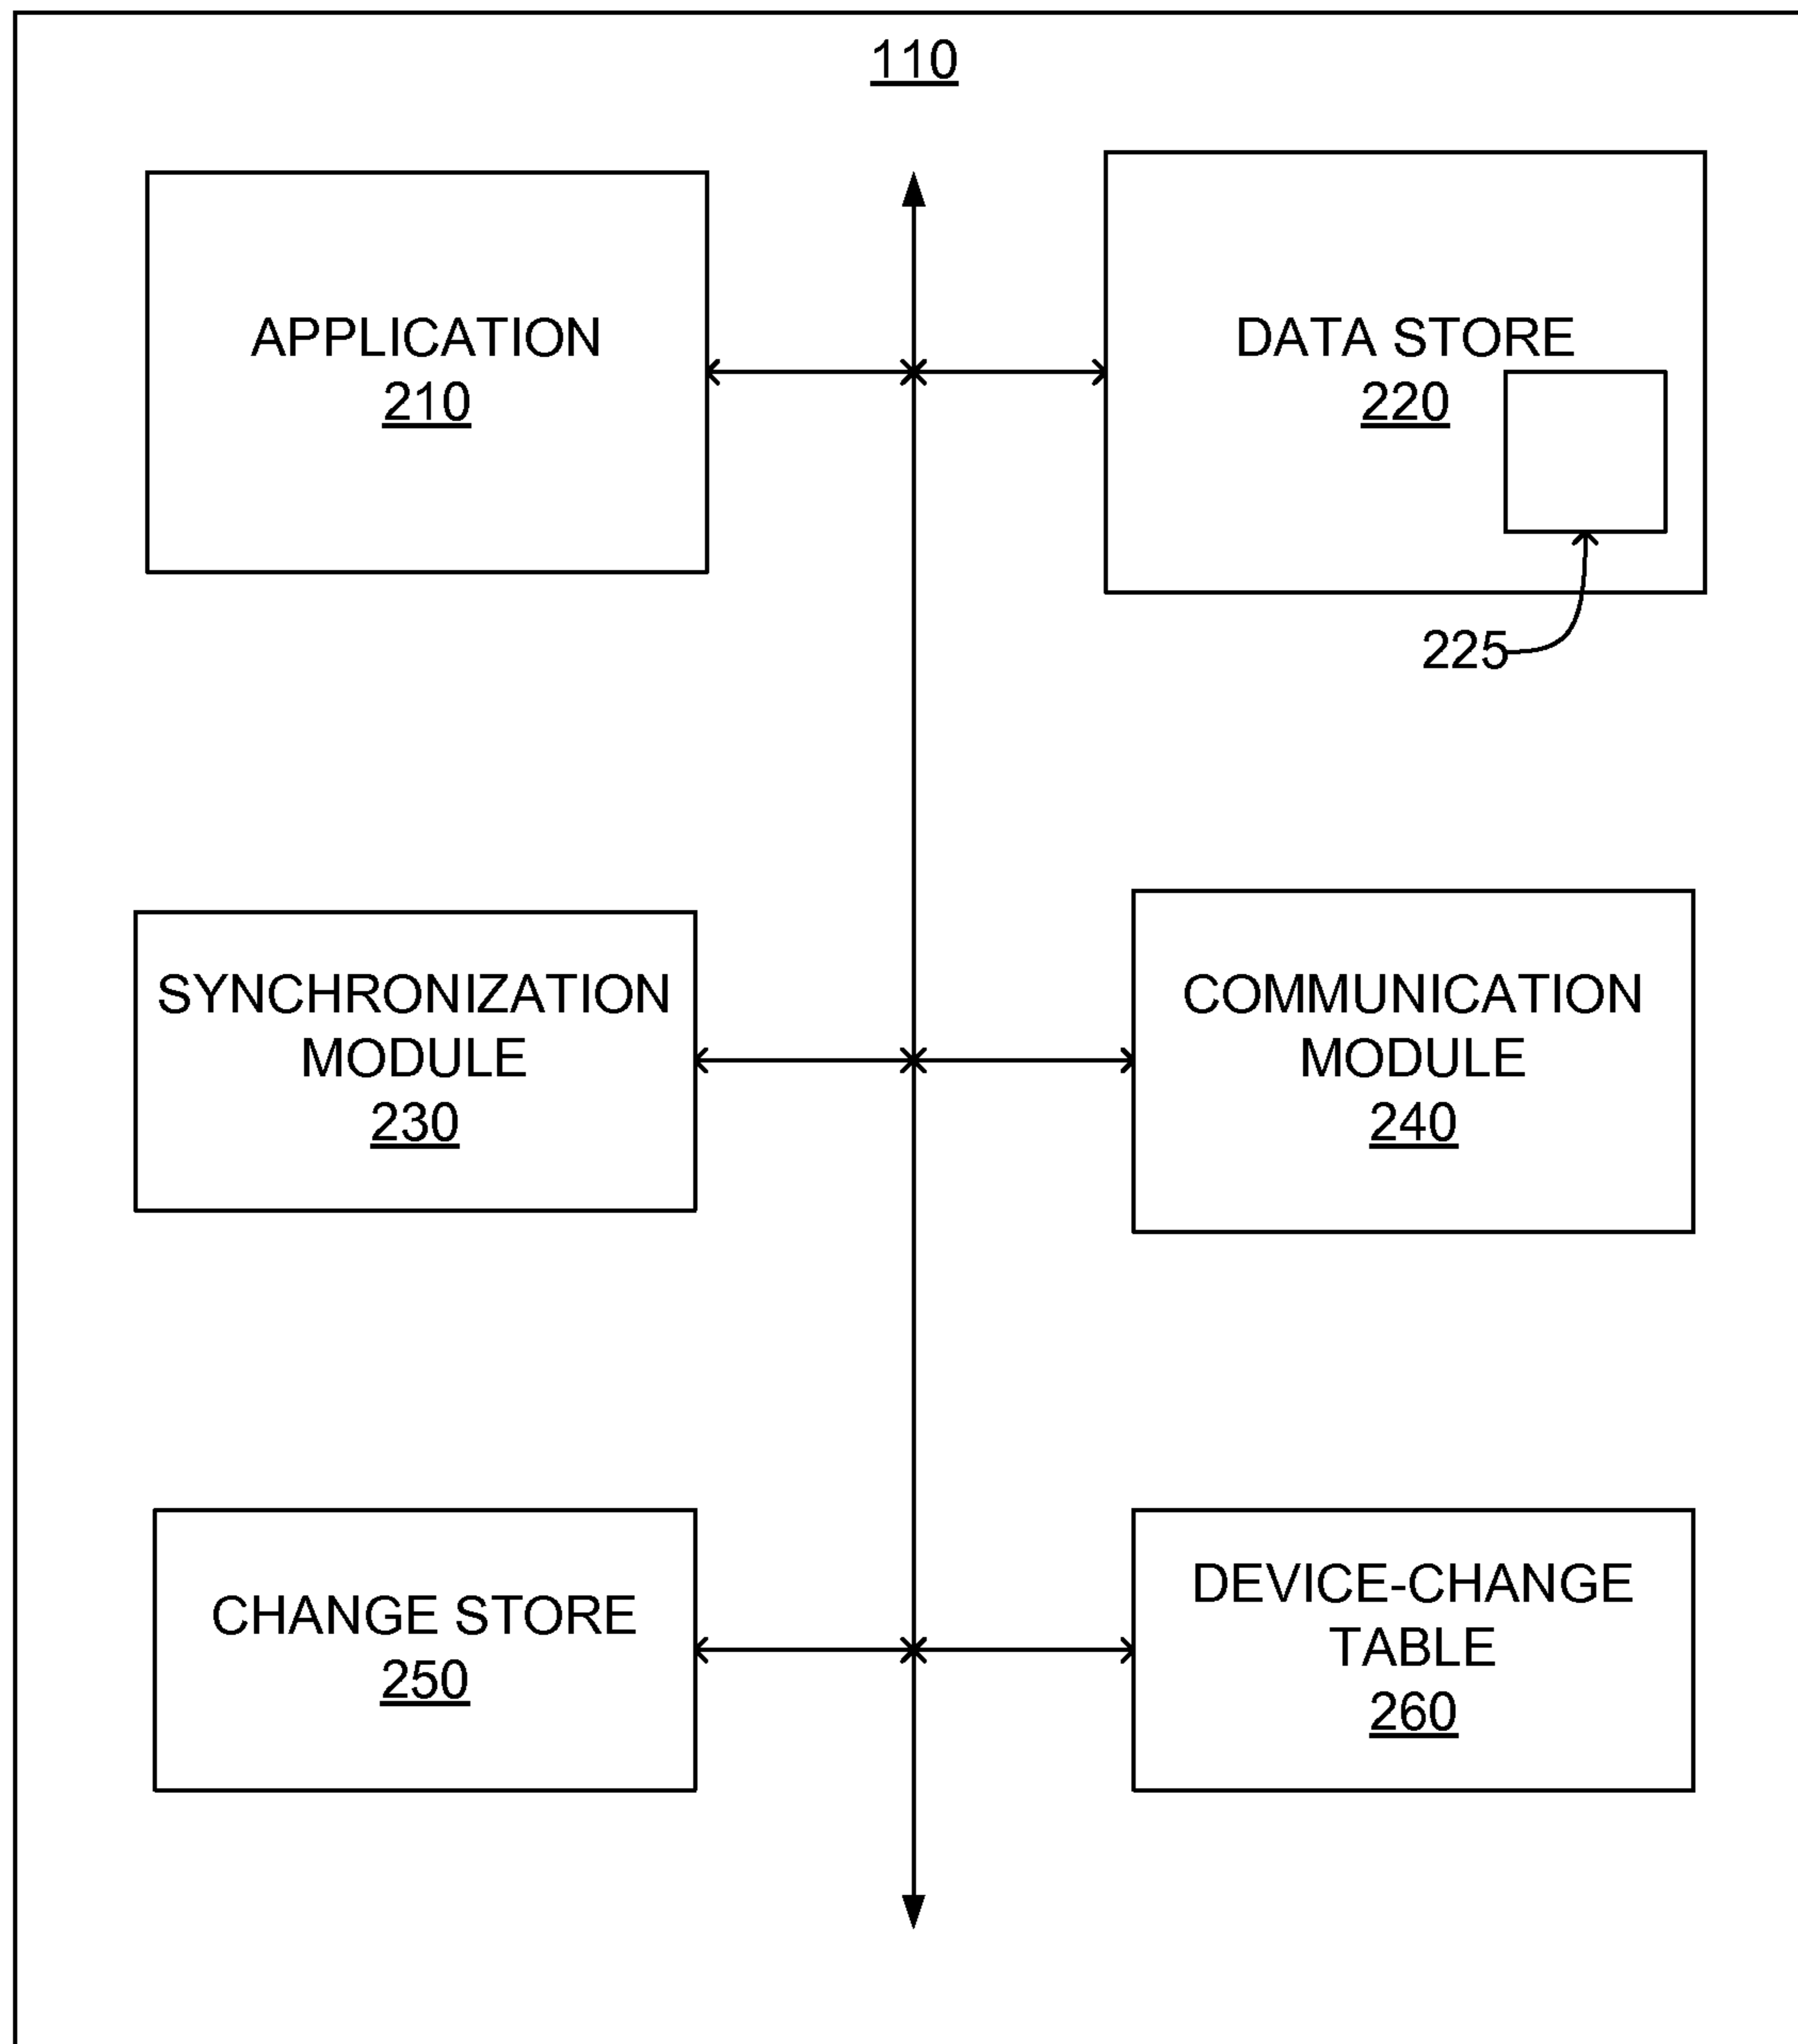 110
APPLICATION
210
DATA STORE
220
225
SYNCHRONIZATION
MODULE
230
COMMUNICATION
MODULE
240
CHANGE STORE
250
DEVICE-CHANGE
TABLE
260